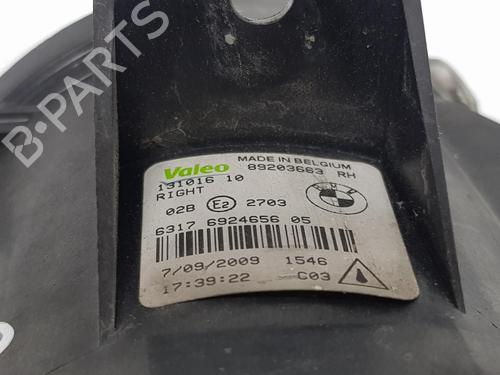 B-PARTS
Valeo
MADE IN BELGIUM
131016 10
89203663 RH
RIGHT
02B E2 2703
6317 6924656 05
7/09/2009 1546
17:39:22 C03